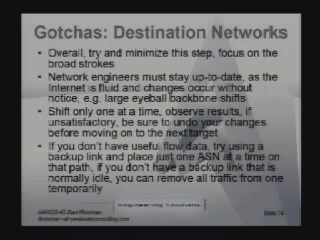 Gotchas: Destination Networks
• Overall, try and minimize this step, focus on the
broad strokes
• Network engineers must stay up-to-date, as the
Internet is fluid and changes occur without
notice, e.g. large eyeball backbone shifts
• Shift only one at a time, observe results, if
unsatisfactory, be sure to undo your changes
before moving on to the next target
• If you don't have useful flow data, try using a
backup link and place just one ASN at a time on
that path, if you don't have a backup link that is
normally idle, you can remove all traffic from one
temporarily
Engineering Solutions
NANOG 40